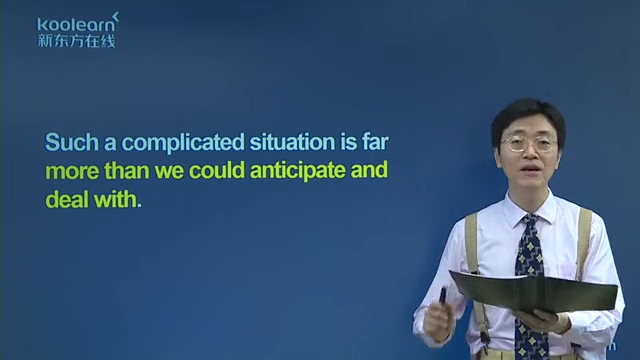 koolearn
新东方在线
Such a complicated situation is far
more than we could anticipate and
deal with.